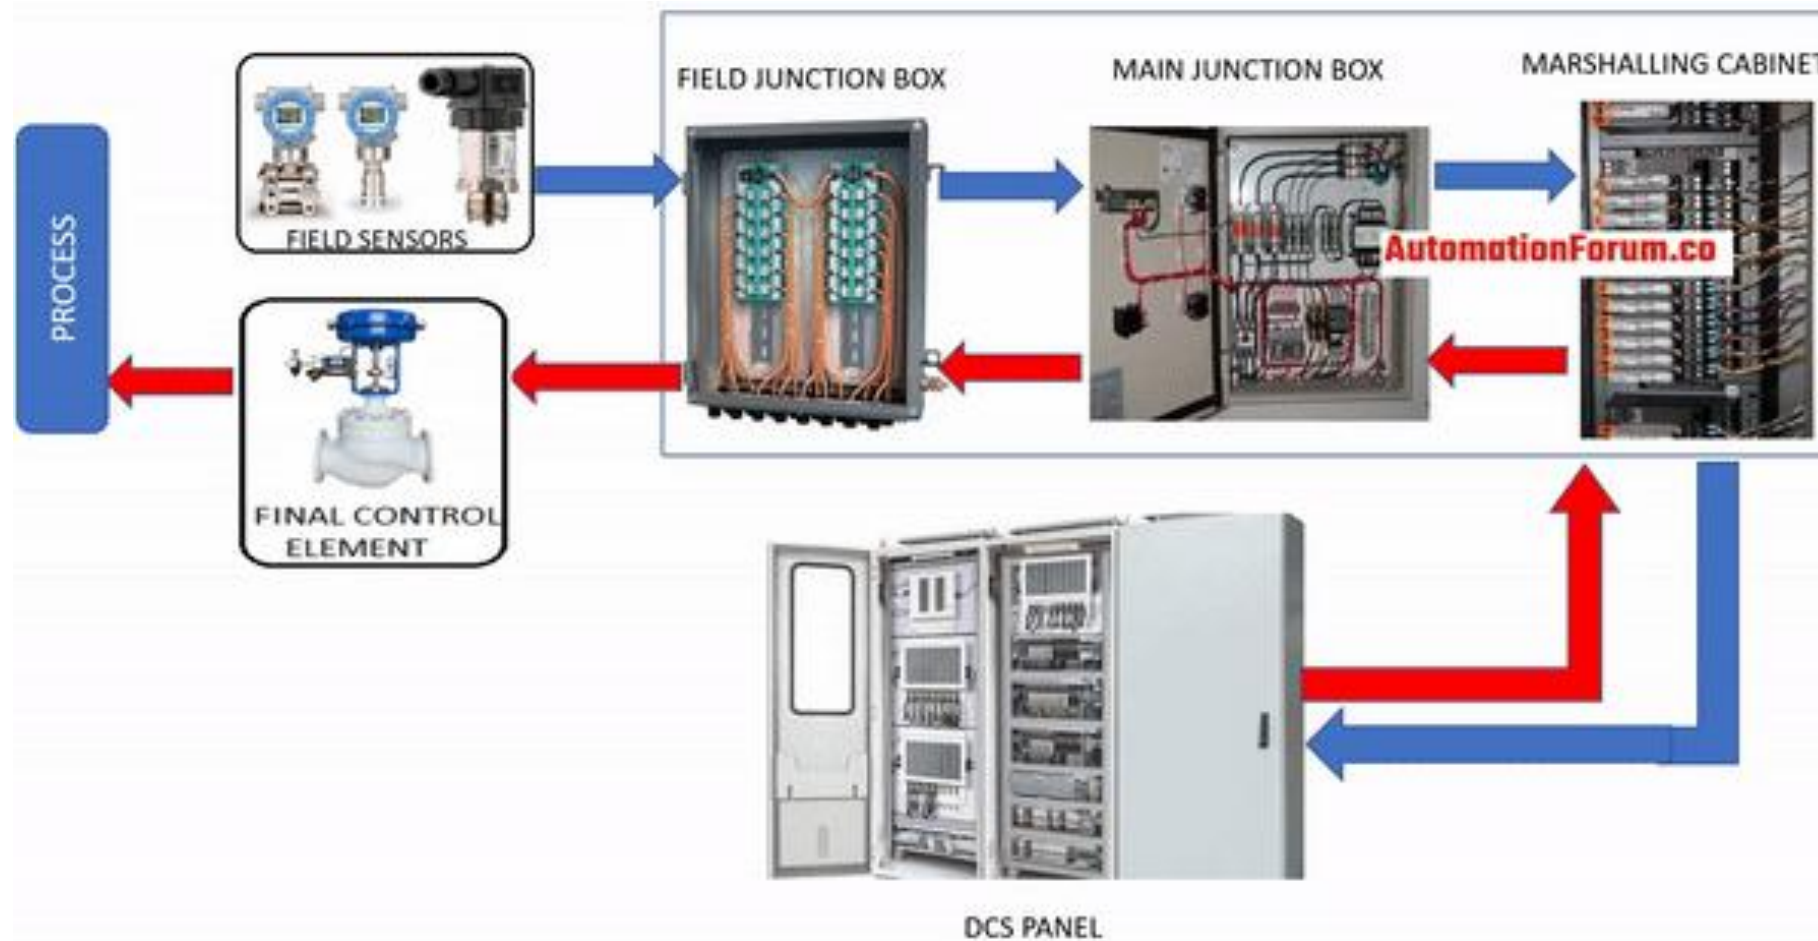 FIELD JUNCTION BOX
MAIN JUNCTION BOX
MARSHALLING CABINET
PROCESS
FIELD SENSORS
AutomationForum.co
FINAL CONTROL
ELEMENT
DCS PANEL